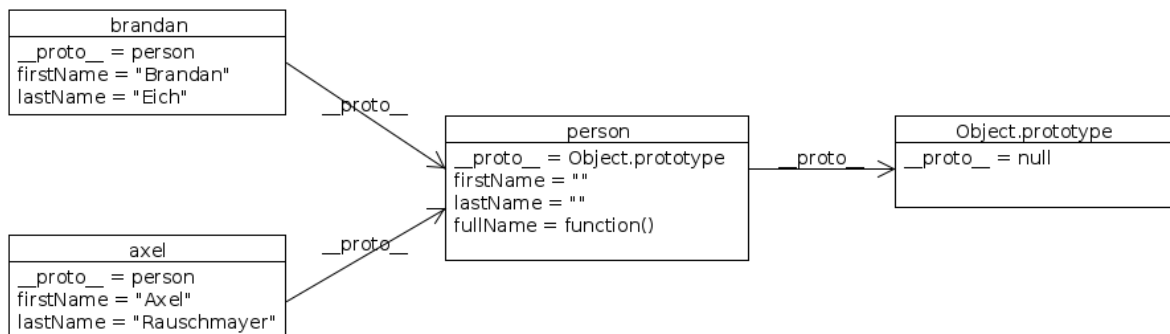 brandan
__proto__ = person
firstName = "Brandan"
lastName = "Eich"
__proto__
person
__proto__ = Object.prototype
firstName = ""
lastName = ""
fullName = function()
__proto__
Object.prototype
__proto__ = null
__proto__
axel
__proto__ = person
firstName = "Axel"
lastName = "Rauschmayer"